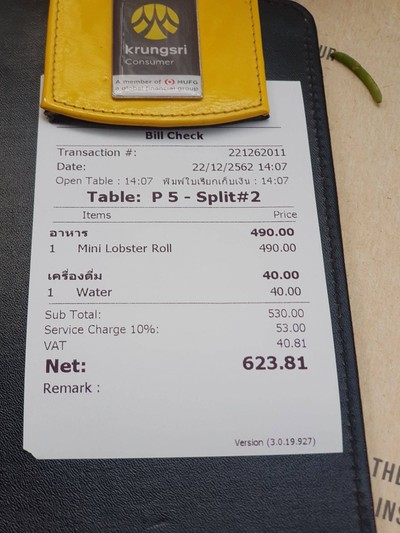 krungsri
Consumer
A member of MUFG
a global financial group
Bill Check
Transaction #: 221262011
Date: 22/12/2562 14:07
Open Table : 14:07 พิมพ์ใบเรียกเก็บเงิน : 14:07
Table: P 5 - Split#2
Items Price
อาหาร 490.00
1 Mini Lobster Roll 490.00
เครื่องดื่ม 40.00
1 Water 40.00
Sub Total: 530.00
Service Charge 10%: 53.00
VAT 40.81
Net: 623.81
Remark :
Version (3.0.19.927)
THE
INS